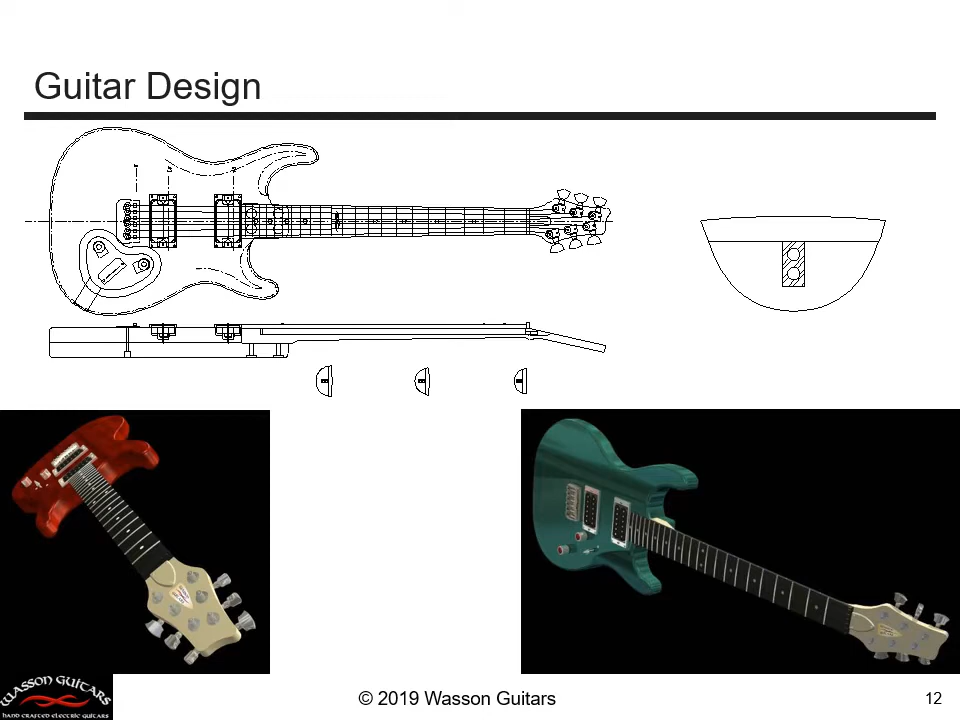 Guitar Design
WASSON GUITARS
HAND CRAFTED ELECTRIC GUITARS
© 2019 Wasson Guitars
12